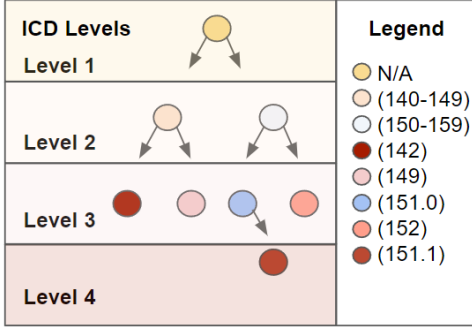 ICD Levels
Level 1
Level 2
Level 3
Level 4
Legend
N/A
(140-149)
(150-159)
(142)
(149)
(151.0)
(152)
(151.1)